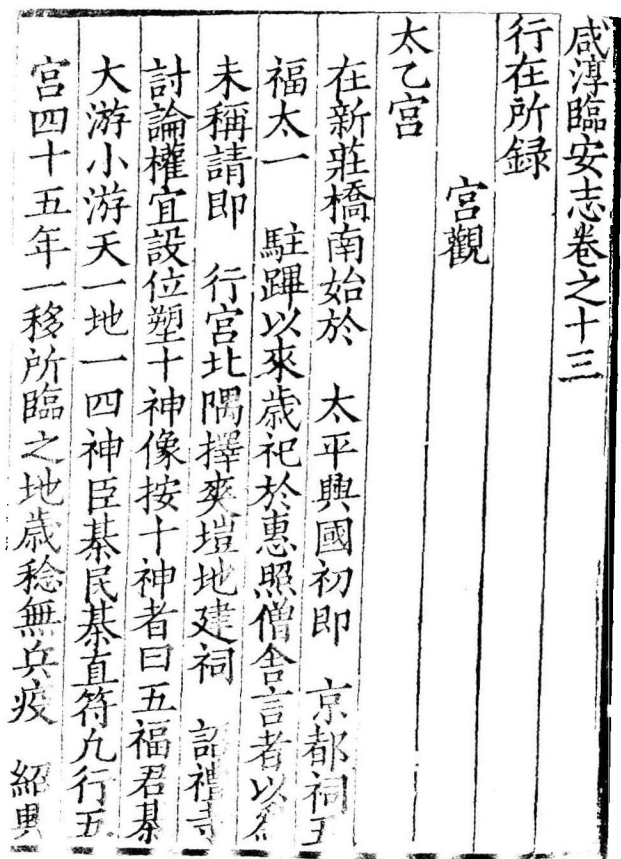 咸淳臨安志卷之十三
行在所録
宮觀
太乙宮
在新莊橋南始於　太平興國初即　京都祠五
福太一　駐蹕以來歳祀於惠照僧舎言者以爲
未稱請即　行宮北隅擇爽塏地建祠　詔禮寺
討論權宜設位塑十神像按十神者曰五福君綦
大游小游天一地一四神臣綦民綦直符凡行五
宮四十五年一移所臨之地歳稔無兵疫　紹興